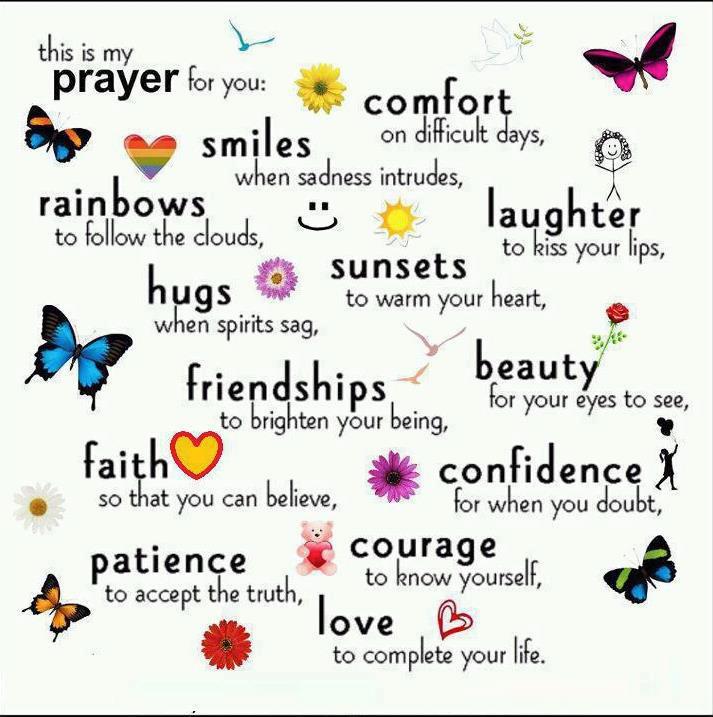 this is my
prayer for you:
comfort
on difficult days,
smiles
when sadness intrudes,
rainbows
to follow the clouds,
laughter
to kiss your lips,
sunsets
to warm your heart,
hugs
when spirits sag,
beauty
for your eyes to see,
friendships
to brighten your being,
faith
so that you can believe,
confidence
for when you doubt,
courage
to know yourself,
patience
to accept the truth,
love
to complete your life.